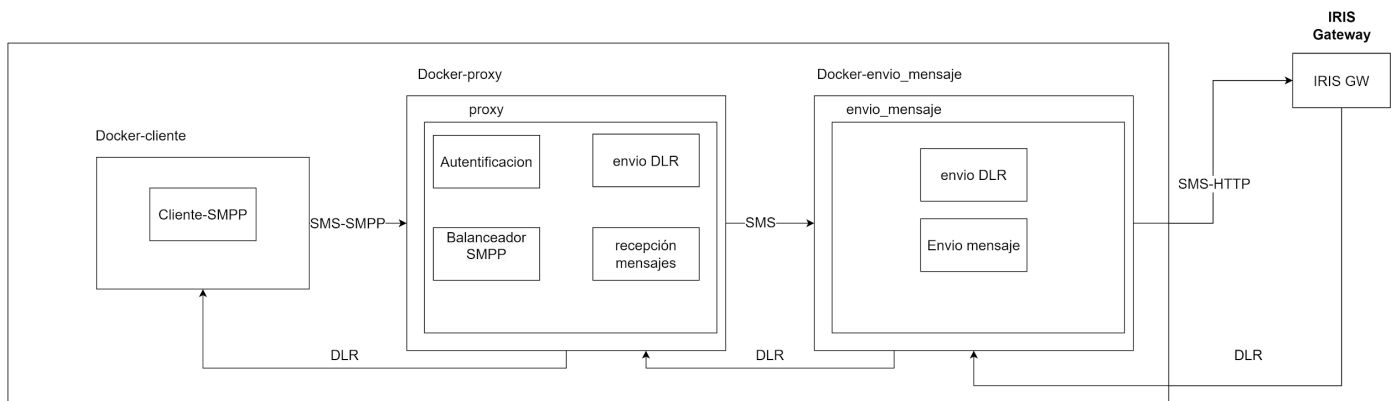 IRIS
Gateway
IRIS GW
Docker-proxy
Docker-envio_mensaje
proxy
envio_mensaje
Docker-cliente
Autentificacion
envio DLR
envio DLR
Cliente-SMPP
SMS-SMPP
Balanceador
SMPP
recepción
mensajes
SMS
Envio mensaje
SMS-HTTP
DLR
DLR
DLR